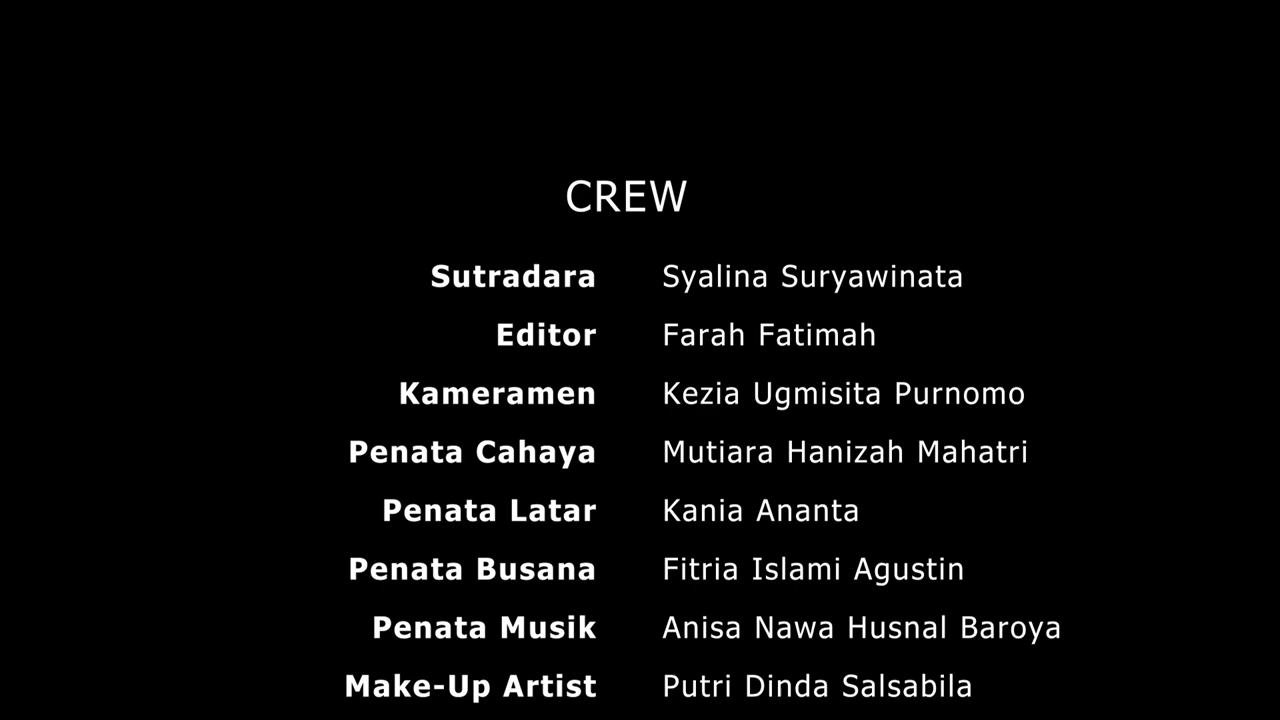 CREW
Sutradara Syalina Suryawinata
Editor Farah Fatimah
Kameramen Kezia Ugmisita Purnomo
Penata Cahaya Mutiara Hanizah Mahatri
Penata Latar Kania Ananta
Penata Busana Fitria Islami Agustin
Penata Musik Anisa Nawa Husnal Baroya
Make-Up Artist Putri Dinda Salsabila